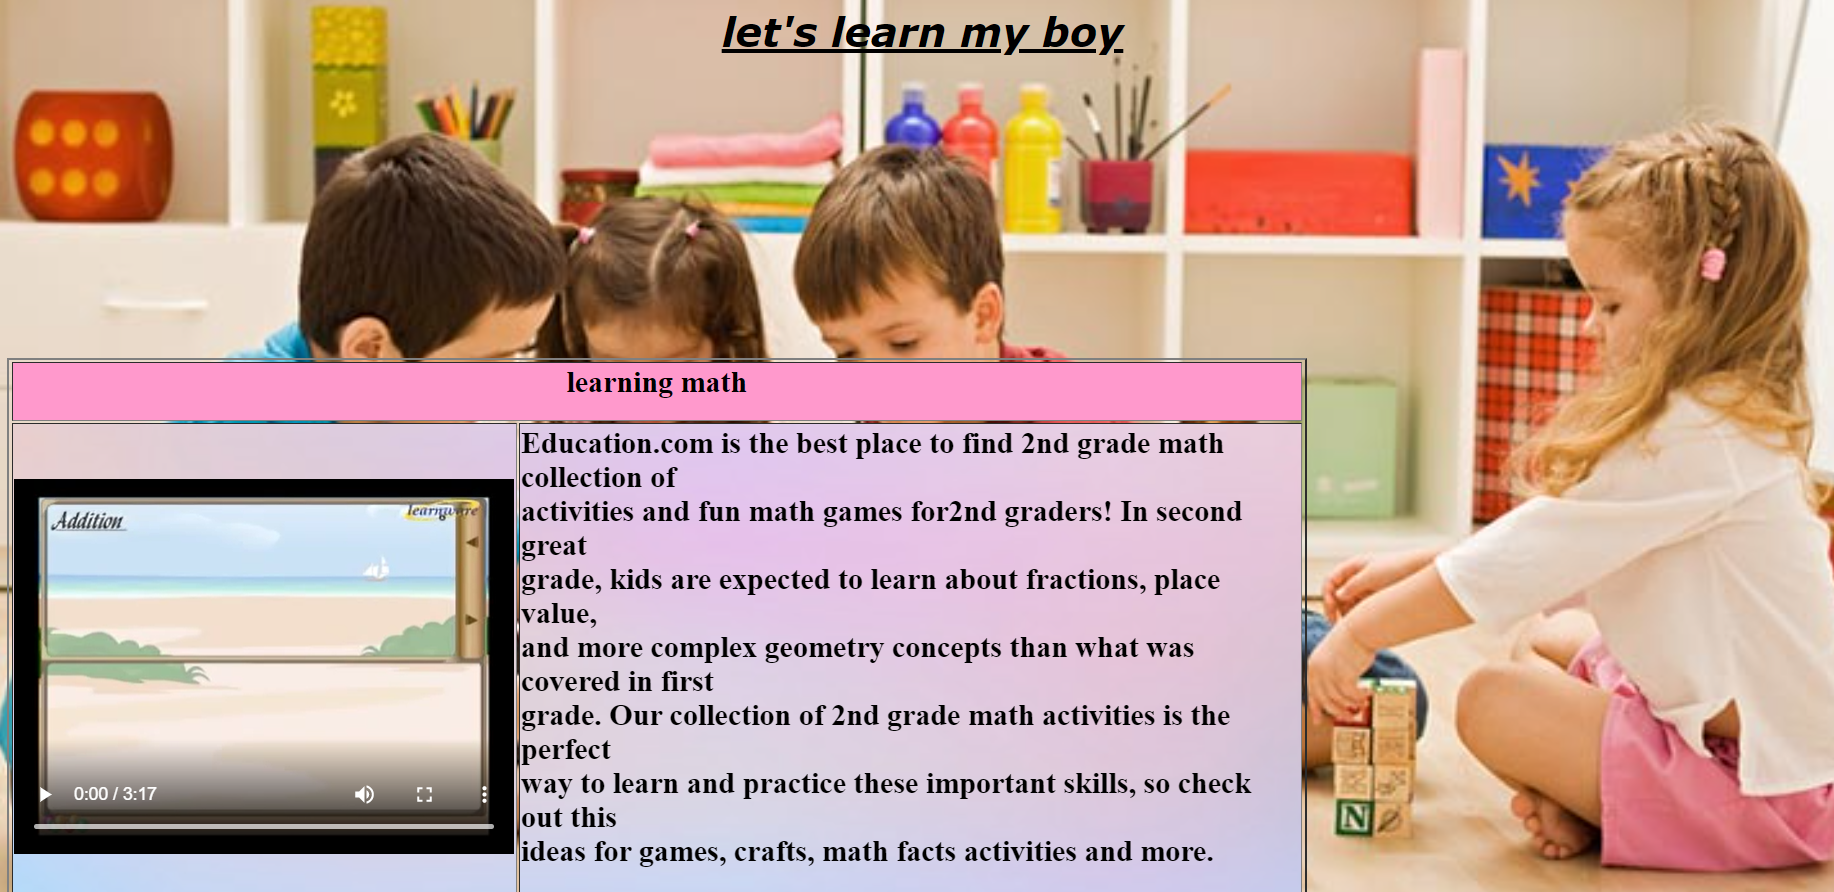 let's learn my boy
learning math
Addition
learnware
Education.com is the best place to find 2nd grade math
collection of
activities and fun math games for2nd graders! In second
great
grade, kids are expected to learn about fractions, place
value,
and more complex geometry concepts than what was
covered in first
grade. Our collection of 2nd grade math activities is the
perfect
way to learn and practice these important skills, so check
out this
ideas for games, crafts, math facts activities and more.
0:00 / 3:17
N